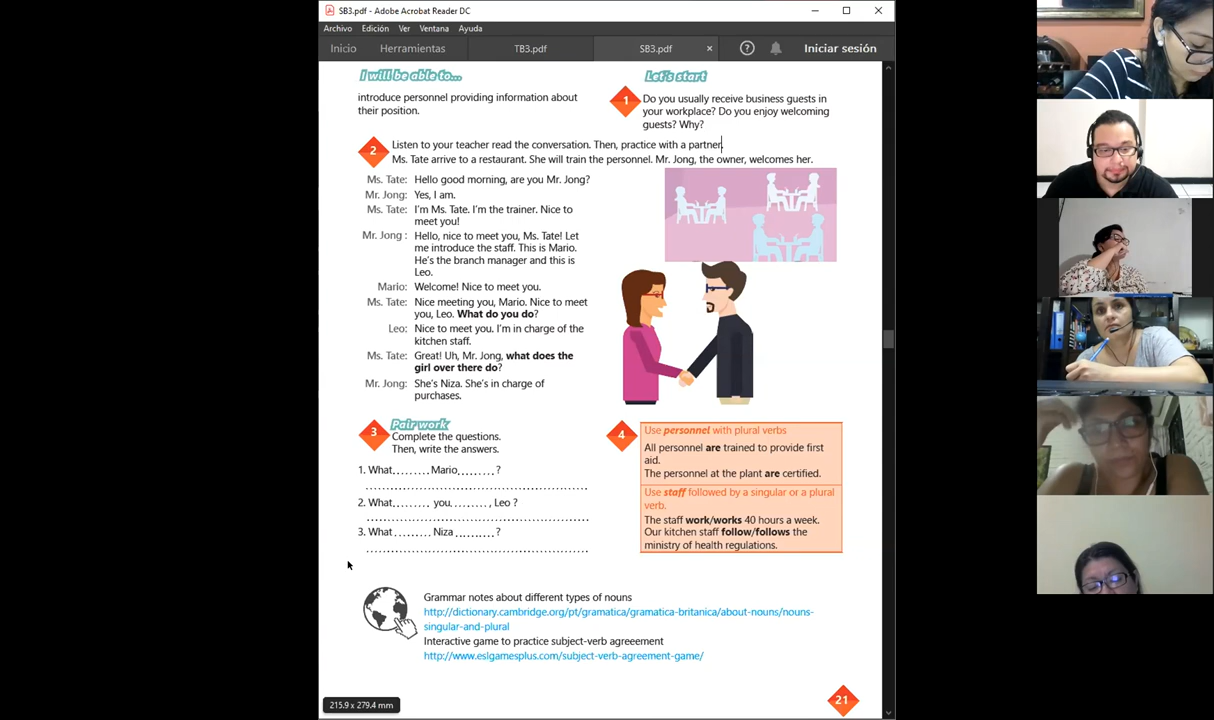 SB3.pdf - Adobe Acrobat Reader DC
Archivo Edición Ver Ventana Ayuda
Inicio Herramientas TB3.pdf SB3.pdf × ? Iniciar sesión
I will be able to...
introduce personnel providing information about
their position.
Let's start
1 Do you usually receive business guests in
your workplace? Do you enjoy welcoming
guests? Why?
2 Listen to your teacher read the conversation. Then, practice with a partner.
Ms. Tate arrive to a restaurant. She will train the personnel. Mr. Jong, the owner, welcomes her.
Ms. Tate: Hello good morning, are you Mr. Jong?
Mr. Jong: Yes, I am.
Ms. Tate: I'm Ms. Tate. I'm the trainer. Nice to
meet you!
Mr. Jong : Hello, nice to meet you, Ms. Tate! Let
me introduce the staff. This is Mario.
He's the branch manager and this is
Leo.
Mario: Welcome! Nice to meet you.
Ms. Tate: Nice meeting you, Mario. Nice to meet
you, Leo. What do you do?
Leo: Nice to meet you. I'm in charge of the
kitchen staff.
Ms. Tate: Great! Uh, Mr. Jong, what does the
girl over there do?
Mr. Jong: She's Niza. She's in charge of
purchases.
3 Pair work
Complete the questions.
Then, write the answers.
1. What......... Mario.........?
2. What......... you, ........., Leo ?
3. What ......... Niza ..........?
4 Use personnel with plural verbs
All personnel are trained to provide first
aid.
The personnel at the plant are certified.
Use staff followed by a singular or a plural
verb.
The staff work/works 40 hours a week.
Our kitchen staff follow/follows the
ministry of health regulations.
Grammar notes about different types of nouns
http://dictionary.cambridge.org/pt/gramatica/gramatica-britanica/about-nouns/nouns-
singular-and-plural
Interactive game to practice subject-verb agreeement
http://www.eslgamesplus.com/subject-verb-agreement-game/
21
215.9 x 279.4 mm